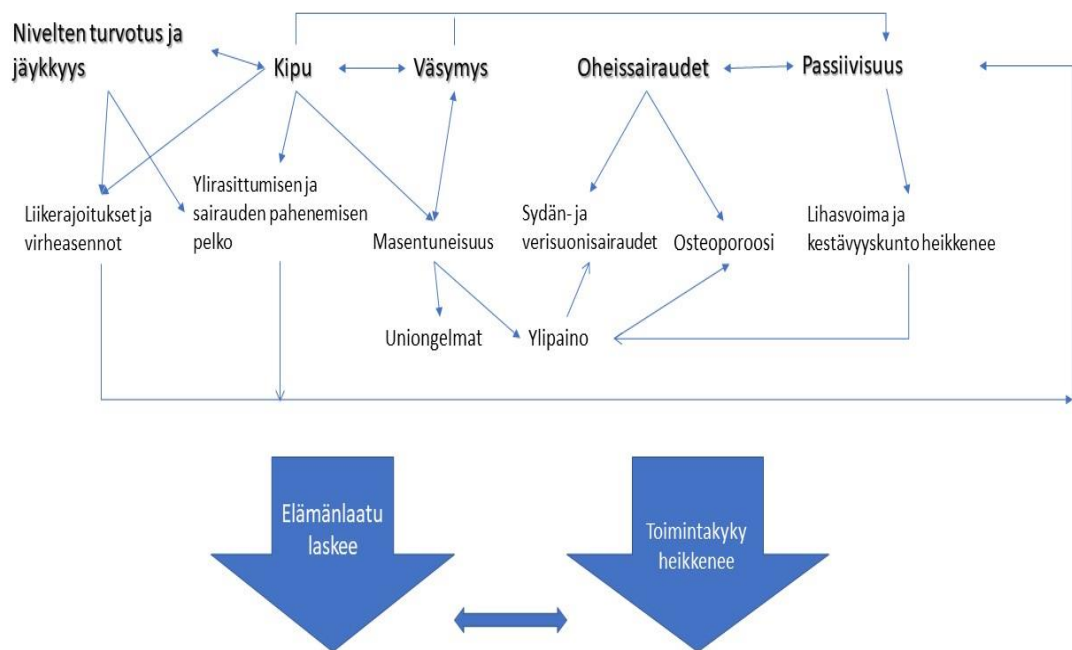 Nivelten turvotus ja
jäykkyys
Kipu
Väsymys
Oheissairaudet
Passiivisuus
Liikerajoitukset ja
virheasennot
Ylirasittumisen ja
sairauden pahenemisen
pelko
Masentuneisuus
Sydän- ja
verisuonisairaudet
Osteoporoosi
Lihasvoima ja
kestävyyskunto heikkenee
Uniongelmat
Ylipaino
Elämänlaatu
laskee
Toimintakyky
heikkenee